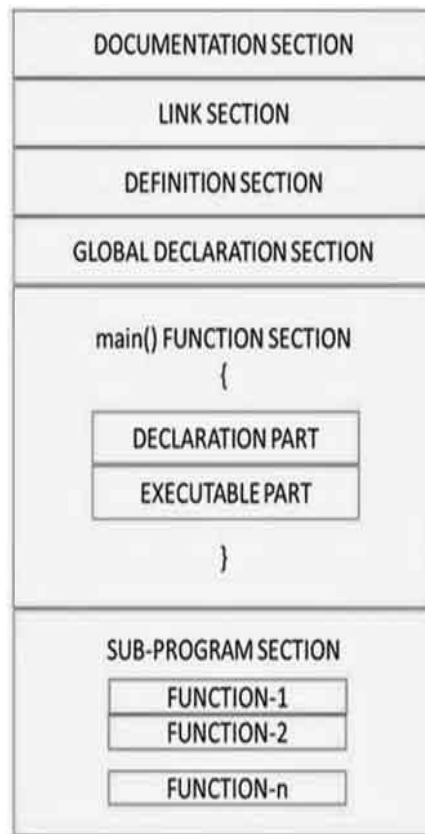 DOCUMENTATION SECTION
LINK SECTION
DEFINITION SECTION
GLOBAL DECLARATION SECTION
main() FUNCTION SECTION
{
DECLARATION PART
EXECUTABLE PART
}
SUB-PROGRAM SECTION
FUNCTION-1
FUNCTION-2
FUNCTION-n